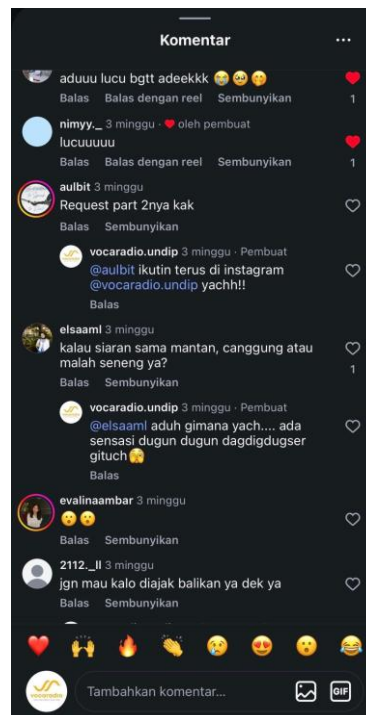 Komentar
aduuu lucu bgtt adeekkk 😭🥹🤭
Balas Balas dengan reel Sembunyikan 1
nimyy._ 3 minggu · ❤️ oleh pembuat
lucuuuuu
Balas Balas dengan reel Sembunyikan 1
aulbit 3 minggu
Request part 2nya kak
Balas Sembunyikan
vocaradio.undip 3 minggu · Pembuat
@aulbit ikutin terus di instagram
@vocaradio.undip yachh!!
Balas
elsaaml 3 minggu
kalau siaran sama mantan, canggung atau
malah seneng ya?
1
Balas Sembunyikan
vocaradio.undip 3 minggu · Pembuat
@elsaaml aduh gimana yach.... ada
sensasi dugun dugun dagdigdugser
gituch🫣
Balas
evalinaambar 3 minggu
😮😮
Balas Sembunyikan
2112._ll 3 minggu
jgn mau kalo diajak balikan ya dek ya
Balas Sembunyikan
❤️🙌🔥👏😢😍😮😂
Tambahkan komentar...
GIF